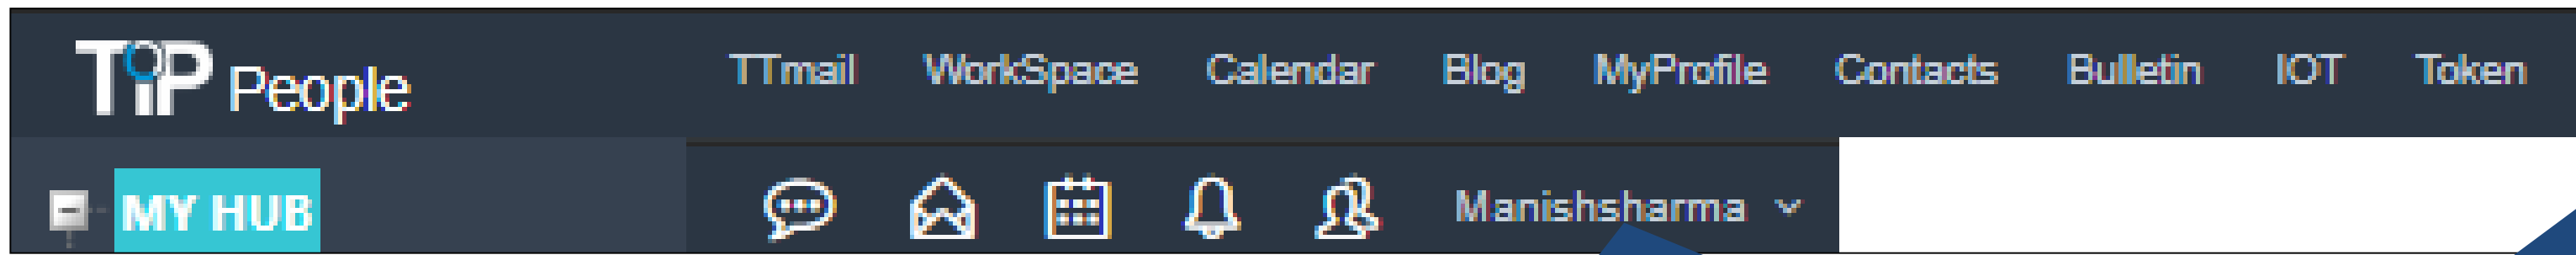 TiP People TTmail WorkSpace Calendar Blog MyProfile Contacts Bulletin IOT Token
MY HUB Manishsharma